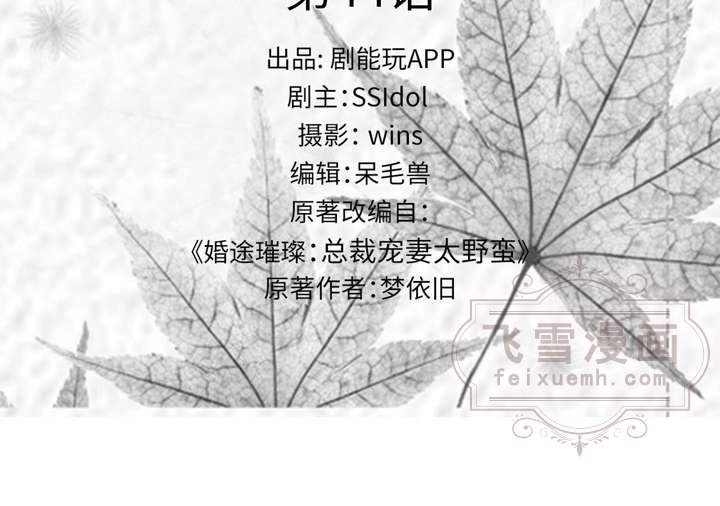 出品: 剧能玩APP
剧主：SSIdol
摄影： wins
编辑：呆毛兽
原著改编自：
《婚途璀璨：总裁宠妻太野蛮》
原著作者：梦依旧
飞雪漫画
feixuemh.com